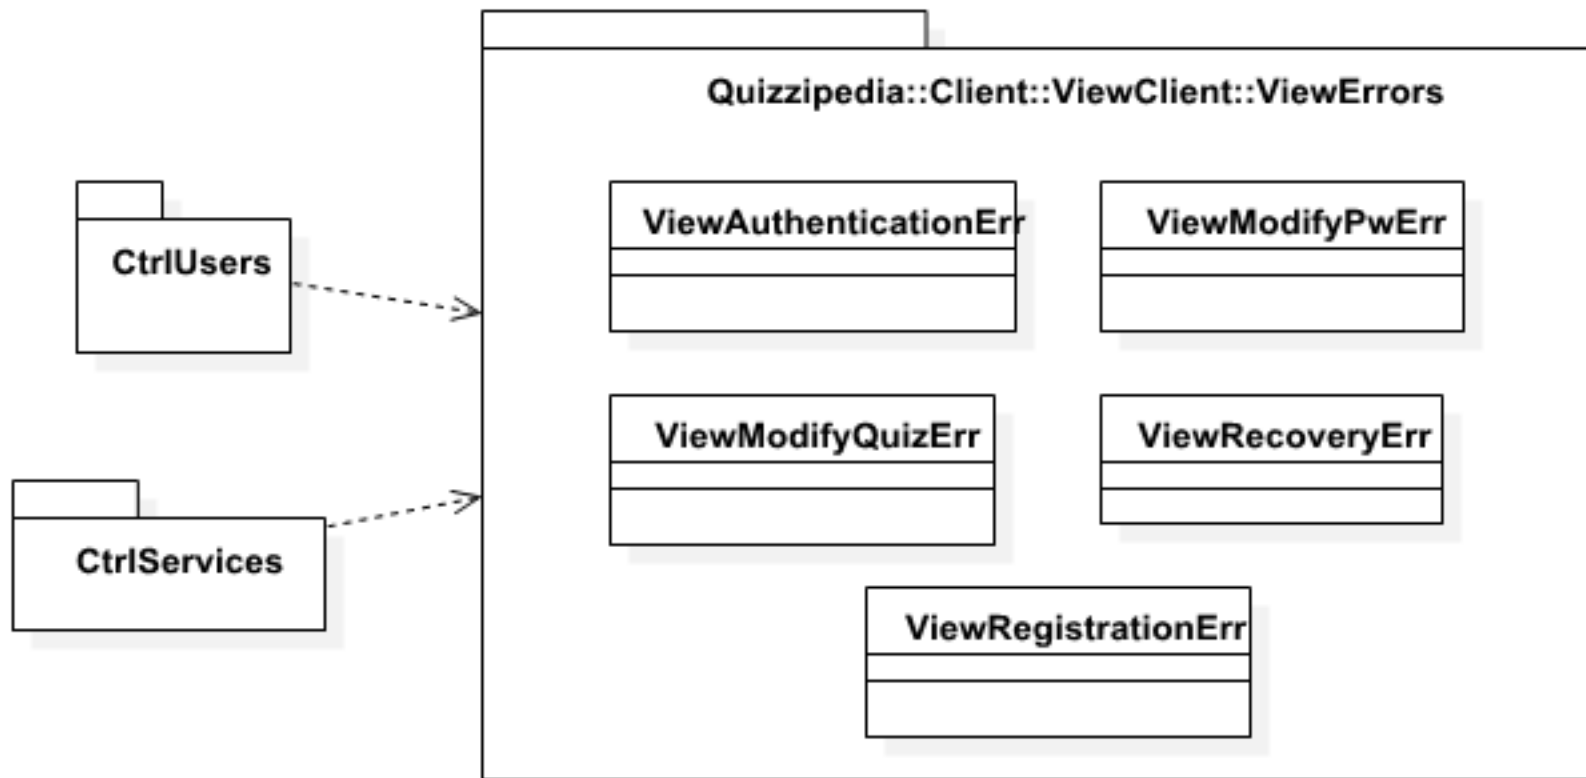 Quizzipedia::Client::ViewClient::ViewErrors
CtrlUsers
CtrlServices
ViewAuthenticationErr
ViewModifyPwErr
ViewModifyQuizErr
ViewRecoveryErr
ViewRegistrationErr